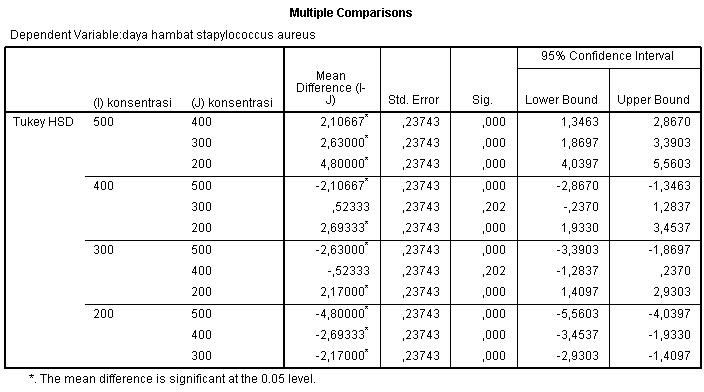 Multiple Comparisons
Dependent Variable:daya hambat stapylococcus aureus
95% Confidence Interval
(I) konsentrasi (J) konsentrasi Mean Difference (I-J) Std. Error Sig. Lower Bound Upper Bound
Tukey HSD 500 400 2,10667* ,23743 ,000 1,3463 2,8670
300 2,63000* ,23743 ,000 1,8697 3,3903
200 4,80000* ,23743 ,000 4,0397 5,5603
400 500 -2,10667* ,23743 ,000 -2,8670 -1,3463
300 ,52333 ,23743 ,202 -,2370 1,2837
200 2,69333* ,23743 ,000 1,9330 3,4537
300 500 -2,63000* ,23743 ,000 -3,3903 -1,8697
400 -,52333 ,23743 ,202 -1,2837 ,2370
200 2,17000* ,23743 ,000 1,4097 2,9303
200 500 -4,80000* ,23743 ,000 -5,5603 -4,0397
400 -2,69333* ,23743 ,000 -3,4537 -1,9330
300 -2,17000* ,23743 ,000 -2,9303 -1,4097
*. The mean difference is significant at the 0.05 level.